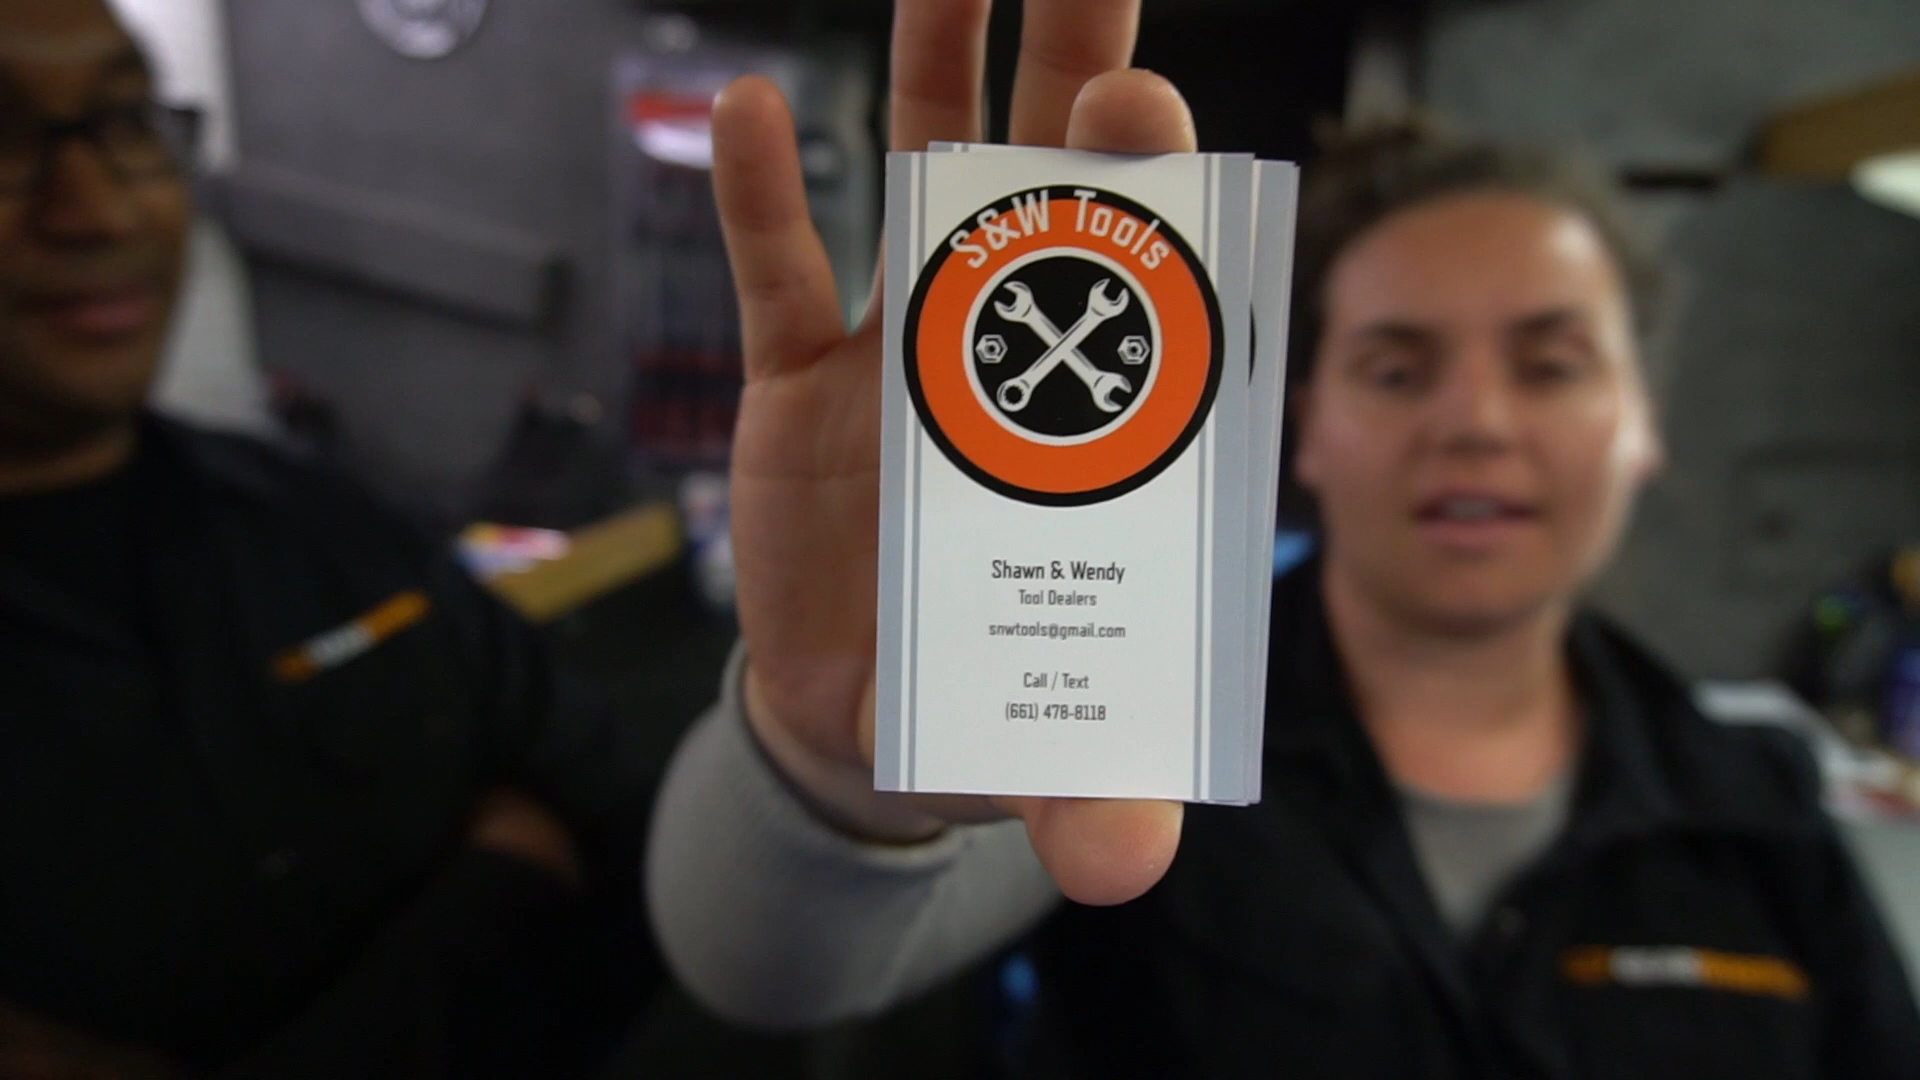 S&W Tools
Shawn & Wendy
Tool Dealers
snwtools@gmail.com
Call / Text
(661) 478-8118